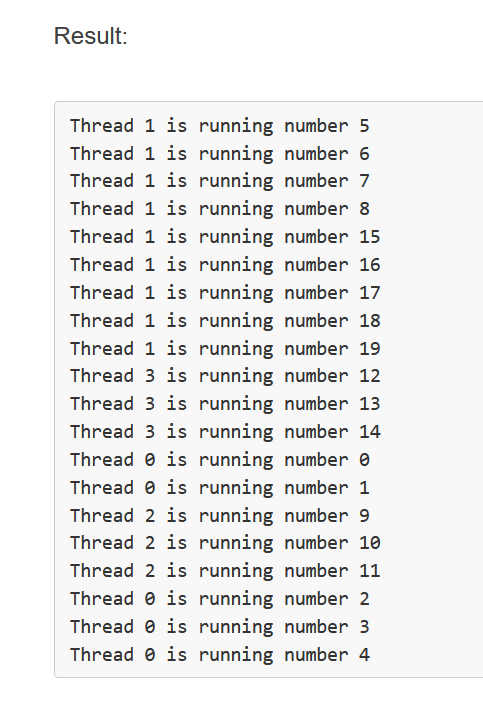 Result:
Thread 1 is running number 5
Thread 1 is running number 6
Thread 1 is running number 7
Thread 1 is running number 8
Thread 1 is running number 15
Thread 1 is running number 16
Thread 1 is running number 17
Thread 1 is running number 18
Thread 1 is running number 19
Thread 3 is running number 12
Thread 3 is running number 13
Thread 3 is running number 14
Thread 0 is running number 0
Thread 0 is running number 1
Thread 2 is running number 9
Thread 2 is running number 10
Thread 2 is running number 11
Thread 0 is running number 2
Thread 0 is running number 3
Thread 0 is running number 4